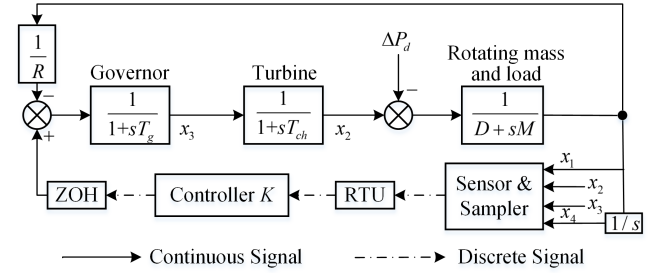 1
R
Governor
Turbine
ΔP_d
Rotating mass
and load
−
+
−
1
1+sT_g
x_3
1
1+sT_ch
x_2
1
D + sM
ZOH
Controller K
RTU
Sensor &
Sampler
x_1
x_2
x_3
x_4
1/s
Continuous Signal
Discrete Signal